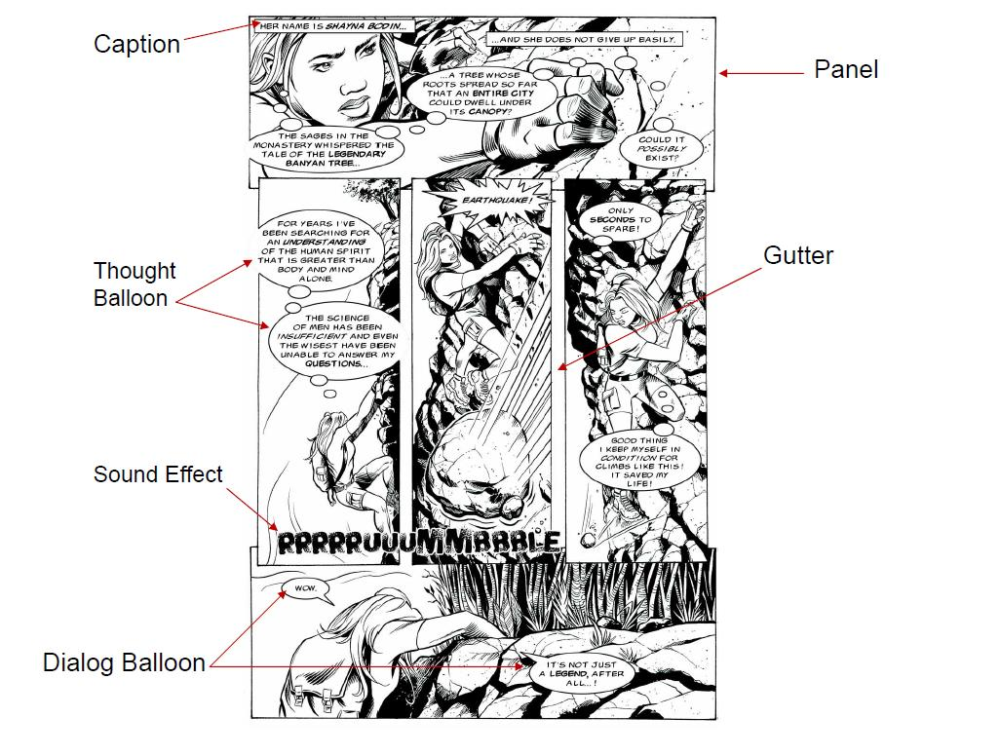 Caption
HER NAME IS SHAYNA BODIN...
...AND SHE DOES NOT GIVE UP EASILY.
Panel
THE SAGES IN THE
MONASTERY WHISPERED THE
TALE OF THE LEGENDARY
BANYAN TREE...
...A TREE WHOSE
ROOTS SPREAD SO FAR
THAT AN ENTIRE CITY
COULD DWELL UNDER
ITS CANOPY?
COULD IT
POSSIBLY
EXIST?
Thought
Balloon
FOR YEARS I'VE
BEEN SEARCHING FOR
AN UNDERSTANDING
OF THE HUMAN SPIRIT
THAT IS GREATER THAN
BODY AND MIND
ALONE.
THE SCIENCE
OF MEN HAS BEEN
INSUFFICIENT AND EVEN
THE WISEST HAVE BEEN
UNABLE TO ANSWER MY
QUESTIONS...
EARTHQUAKE!
ONLY
SECONDS TO
SPARE!
Gutter
GOOD THING
I KEEP MYSELF IN
CONDITIION FOR
CLIMBS LIKE THIS!
IT SAVED MY
LIFE!
Sound Effect
RRRRRUUUMMBBBLE
WOW.
Dialog Balloon
IT'S NOT JUST
A LEGEND, AFTER
ALL...!